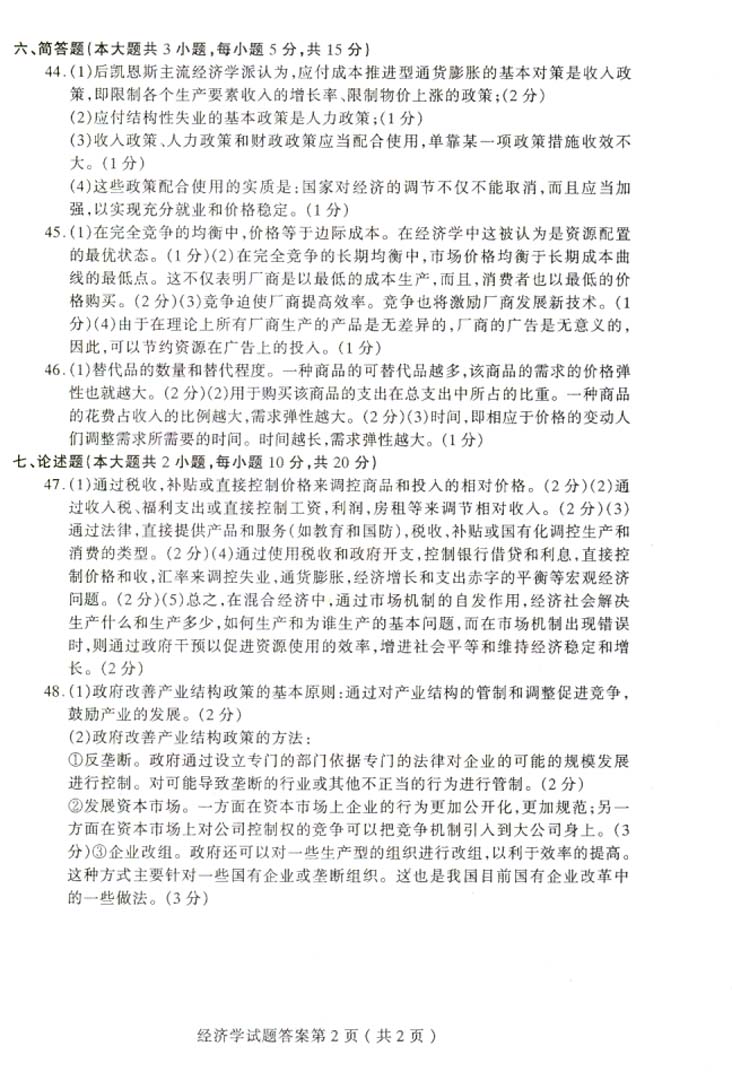 六、简答题(本大题共 3 小题,每小题 5 分,共 15 分)
44.(1)后凯恩斯主流经济学派认为,应付成本推进型通货膨胀的基本对策是收入政
策,即限制各个生产要素收入的增长率、限制物价上涨的政策;(2 分)
(2)应付结构性失业的基本政策是人力政策;(1 分)
(3)收入政策、人力政策和财政政策应当配合使用,单靠某一项政策措施收效不
大。(1 分)
(4)这些政策配合使用的实质是:国家对经济的调节不仅不能取消,而且应当加
强,以实现充分就业和价格稳定。(1 分)
45.(1)在完全竞争的均衡中,价格等于边际成本。在经济学中这被认为是资源配置
的最优状态。(1 分)(2)在完全竞争的长期均衡中,市场价格均衡于长期成本曲
线的最低点。这不仅表明厂商是以最低的成本生产,而且,消费者也以最低的价
格购买。(2 分)(3)竞争迫使厂商提高效率。竞争也将激励厂商发展新技术。(1
分)(4)由于在理论上所有厂商生产的产品是无差异的,厂商的广告是无意义的,
因此,可以节约资源在广告上的投入。(1 分)
46.(1)替代品的数量和替代程度。一种商品的可替代品越多,该商品的需求的价格弹
性也就越大。(2 分)(2)用于购买该商品的支出在总支出中所占的比重。一种商品
的花费占收入的比例越大,需求弹性越大。(2 分)(3)时间,即相应于价格的变动人
们调整需求所需要的时间。时间越长,需求弹性越大。(1 分)
七、论述题(本大题共 2 小题,每小题 10 分,共 20 分)
47.(1)通过税收,补贴或直接控制价格来调控商品和投入的相对价格。(2 分)(2)通
过收入税、福利支出或直接控制工资,利润,房租等来调节相对收入。(2 分)(3)
通过法律,直接提供产品和服务(如教育和国防),税收,补贴或国有化调控生产和
消费的类型。(2 分)(4)通过使用税收和政府开支,控制银行借贷和利息,直接控
制价格和收,汇率来调控失业,通货膨胀,经济增长和支出赤字的平衡等宏观经济
问题。(2 分)(5)总之,在混合经济中,通过市场机制的自发作用,经济社会解决
生产什么和生产多少,如何生产和为谁生产的基本问题,而在市场机制出现错误
时,则通过政府干预以促进资源使用的效率,增进社会平等和维持经济稳定和增
长。(2 分)
48.(1)政府改善产业结构政策的基本原则:通过对产业结构的管制和调整促进竞争,
鼓励产业的发展。(2 分)
(2)政府改善产业结构政策的方法:
①反垄断。政府通过设立专门的部门依据专门的法律对企业的可能的规模发展
进行控制。对可能导致垄断的行业或其他不正当的行为进行管制。(2 分)
②发展资本市场。一方面在资本市场上企业的行为更加公开化,更加规范;另一
方面在资本市场上对公司控制权的竞争可以把竞争机制引入到大公司身上。(3
分)③企业改组。政府还可以对一些生产型的组织进行改组,以利于效率的提高。
这种方式主要针对一些国有企业或垄断组织。这也是我国目前国有企业改革中
的一些做法。(3 分)
经济学试题答案第 2 页 ( 共 2 页 )